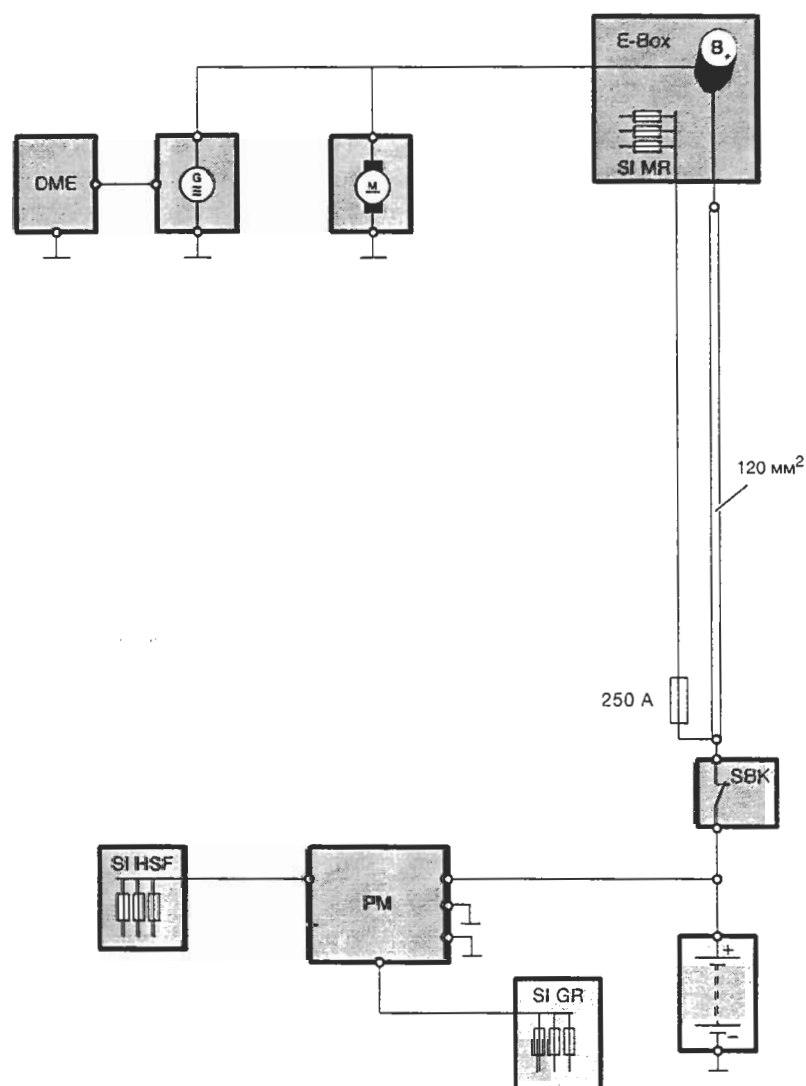 E-Box
B+
SI MR
DME
G
M
120 мм²
250 A
SBK
SI HSF
PM
+
SI GR
-